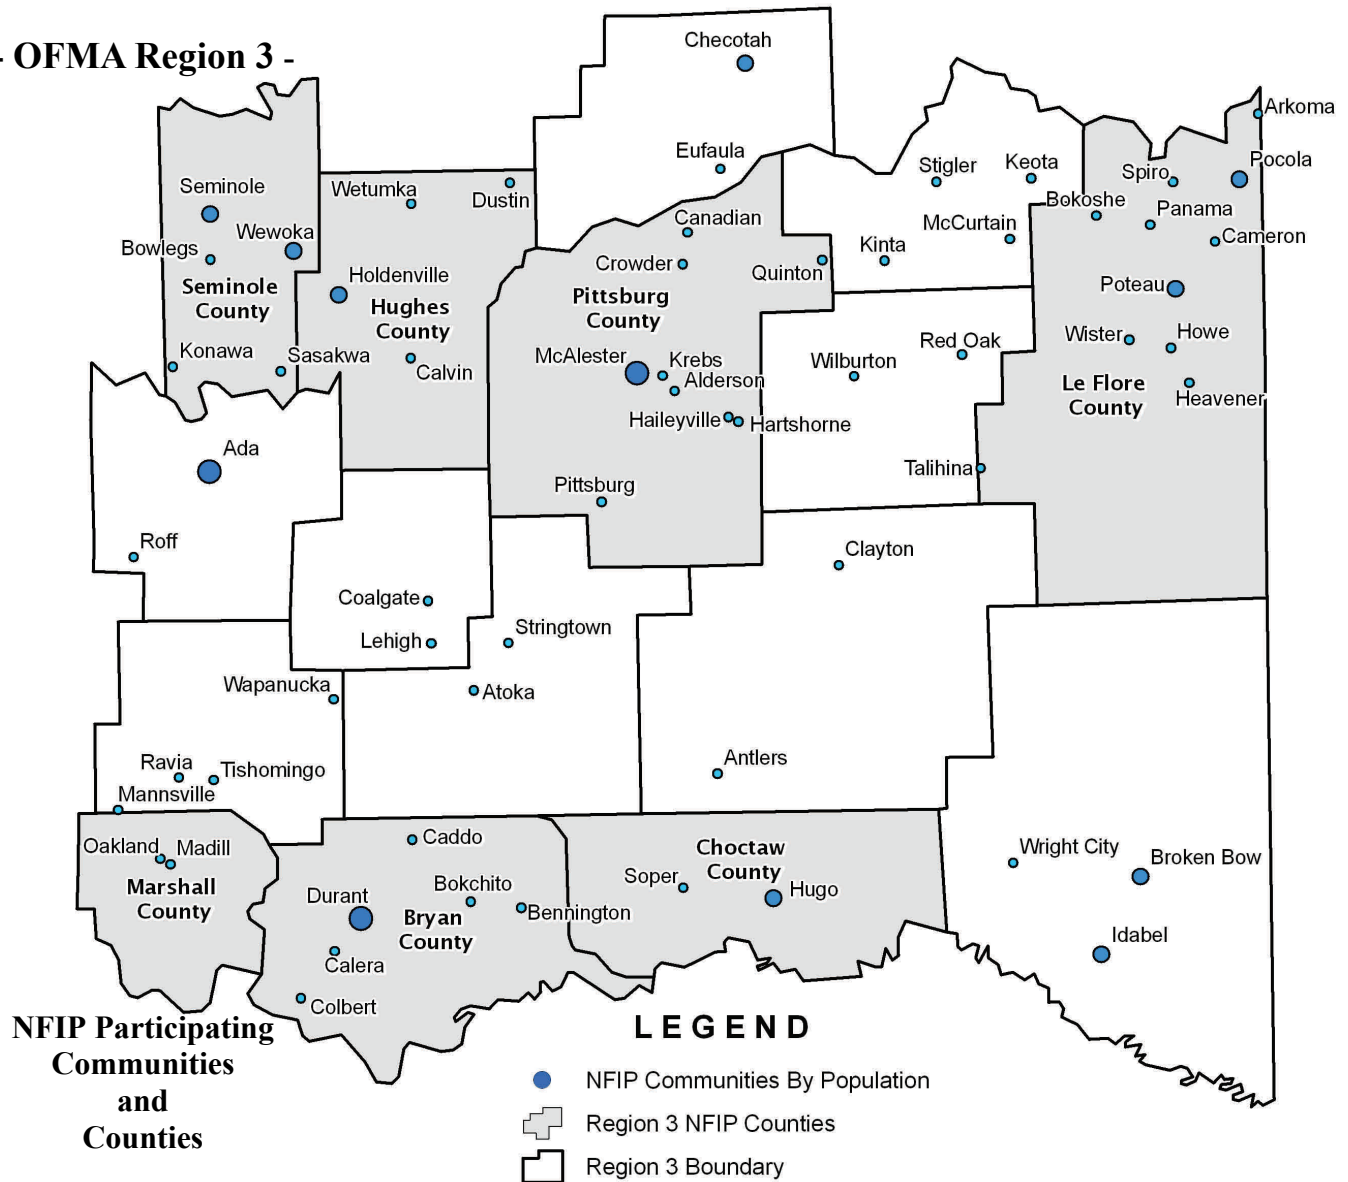 - OFMA Region 3 -
Checotah
Arkoma
Eufaula
Stigler
Keota
Spiro
Pocola
Seminole
Wetumka
Dustin
Bokoshe
Panama
Canadian
McCurtain
Cameron
Wewoka
Bowlegs
Kinta
Crowder
Quinton
Holdenville
Seminole
County
Hughes
County
Pittsburg
County
Poteau
Konawa
Sasakwa
Calvin
McAlester
Krebs
Alderson
Wilburton
Red Oak
Wister
Howe
Le Flore
County
Heavener
Haileyville
Hartshorne
Ada
Talihina
Pittsburg
Roff
Clayton
Coalgate
Lehigh
Stringtown
Wapanucka
Atoka
Ravia
Tishomingo
Antlers
Mannsville
Oakland
Madill
Caddo
Choctaw
County
Wright City
Broken Bow
Marshall
County
Durant
Bokchito
Bennington
Soper
Hugo
Bryan
County
Idabel
Calera
Colbert
NFIP Participating
Communities
and
Counties
LEGEND
NFIP Communities By Population
Region 3 NFIP Counties
Region 3 Boundary